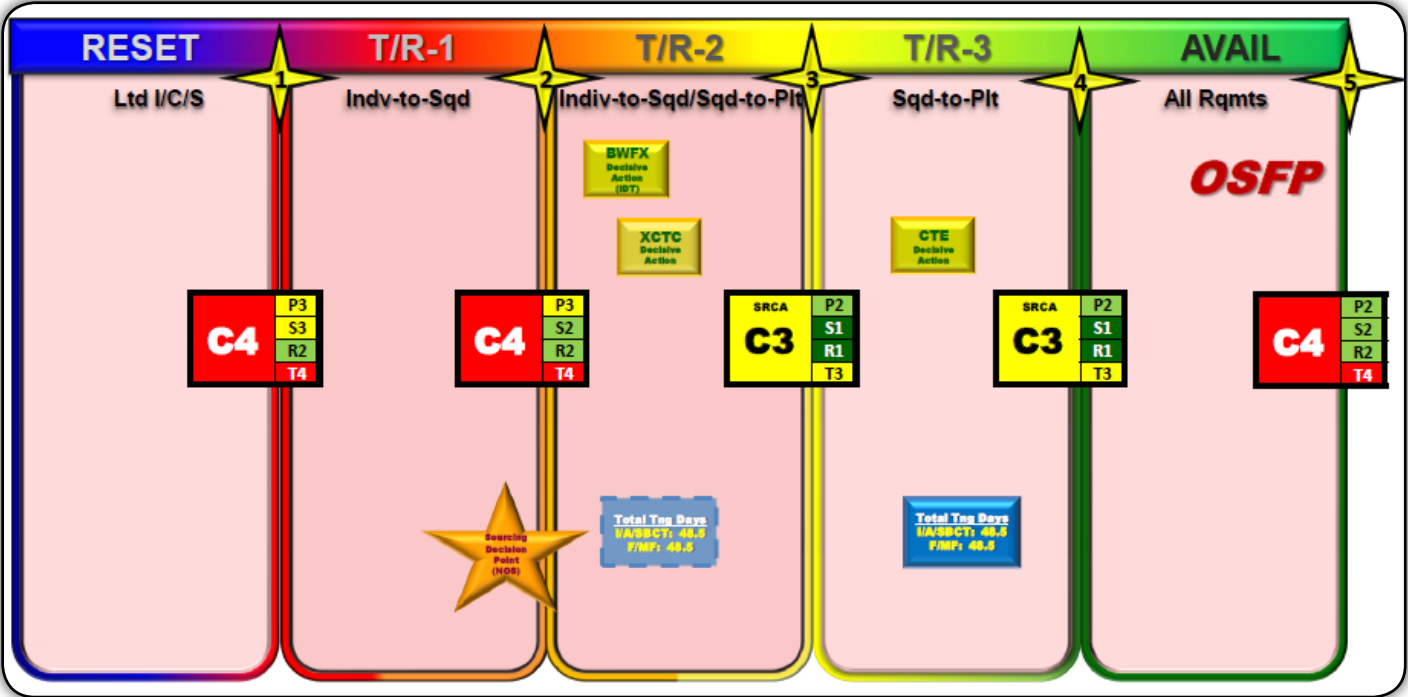 RESET
T/R-1
T/R-2
T/R-3
AVAIL
1
2
3
4
5
Ltd I/C/S
Indv-to-Sqd
Indiv-to-Sqd/Sqd-to-Plt
Sqd-to-Plt
All Rqmts
BWFX
Decisive
Action
(IDT)
XCTC
Decisive
Action
CTE
Decisive
Action
OSFP
C4
P3
S3
R2
T4
C4
P3
S2
R2
T4
SRCA
C3
P2
S1
R1
T3
SRCA
C3
P2
S1
R1
T3
C4
P2
S2
R2
T4
Sourcing
Decision
Point
(NOS)
Total Tng Days
I/A/SBCT: 48.5
F/MF: 48.5
Total Tng Days
I/A/SBCT: 48.5
F/MF: 48.5